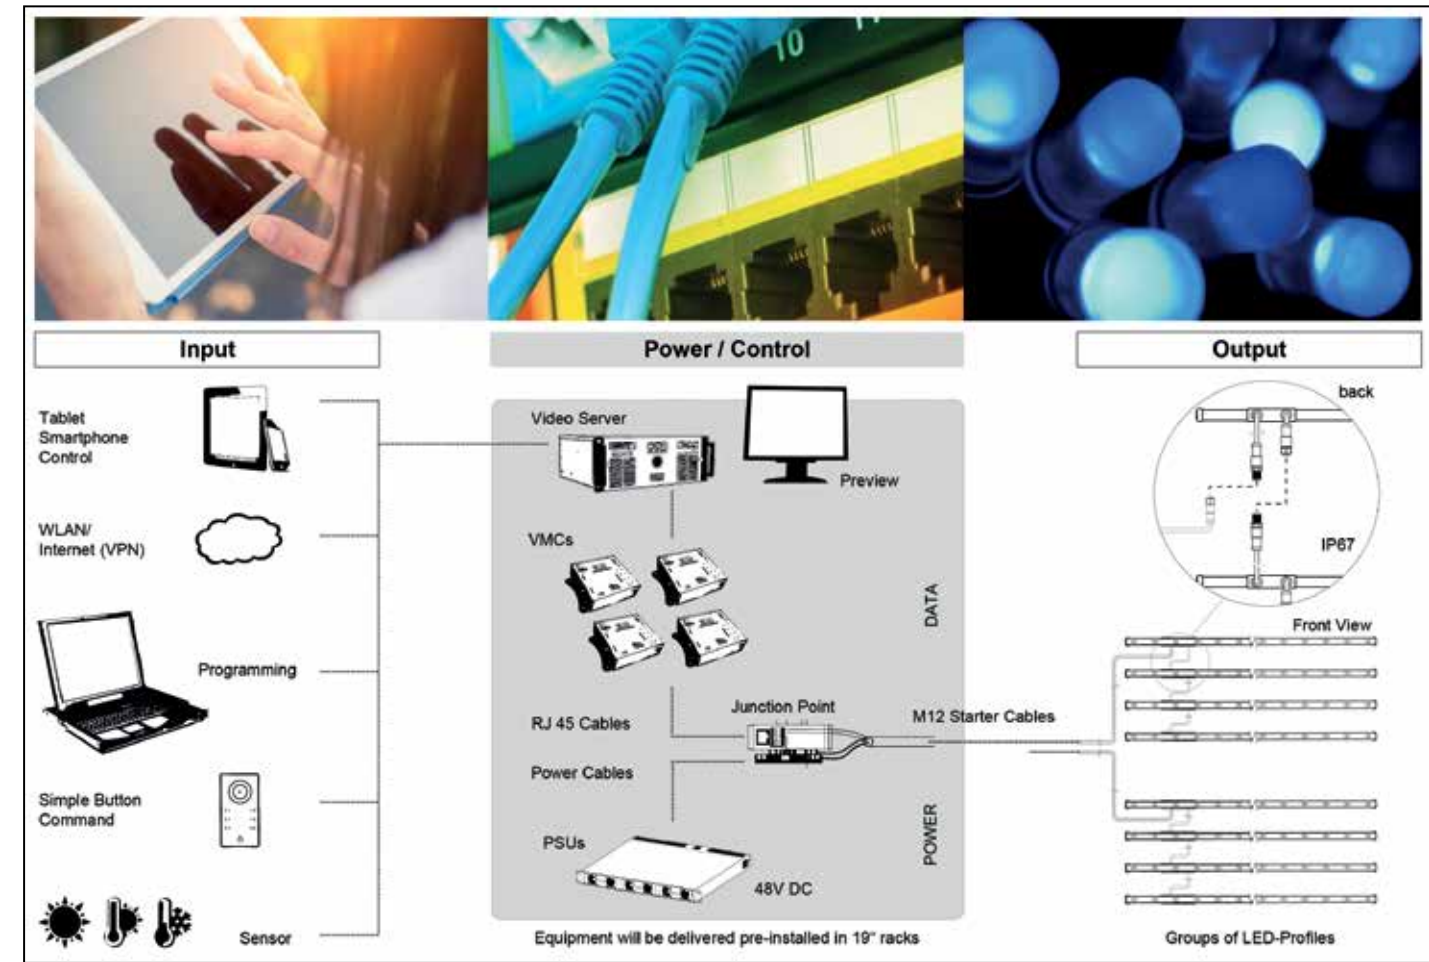 10
11
Input
Power / Control
Output
Tablet
Smartphone
Control
WLAN/
Internet (VPN)
Programming
Simple Button
Command
Sensor
Video Server
Preview
VMCs
DATA
RJ 45 Cables
Junction Point
M12 Starter Cables
Power Cables
POWER
PSUs
48V DC
Equipment will be delivered pre-installed in 19" racks
back
IP67
Front View
Groups of LED-Profiles